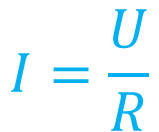 I = U/R